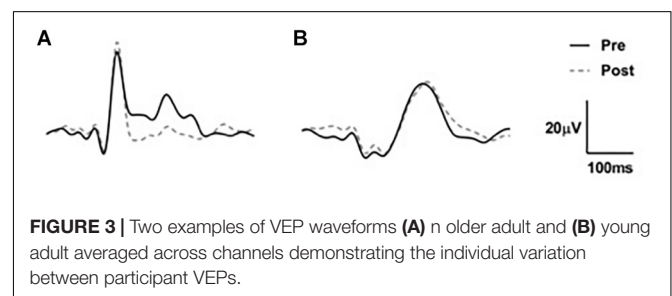 A
B
Pre
Post
20μV
100ms
FIGURE 3 | Two examples of VEP waveforms (A) n older adult and (B) young
adult averaged across channels demonstrating the individual variation
between participant VEPs.